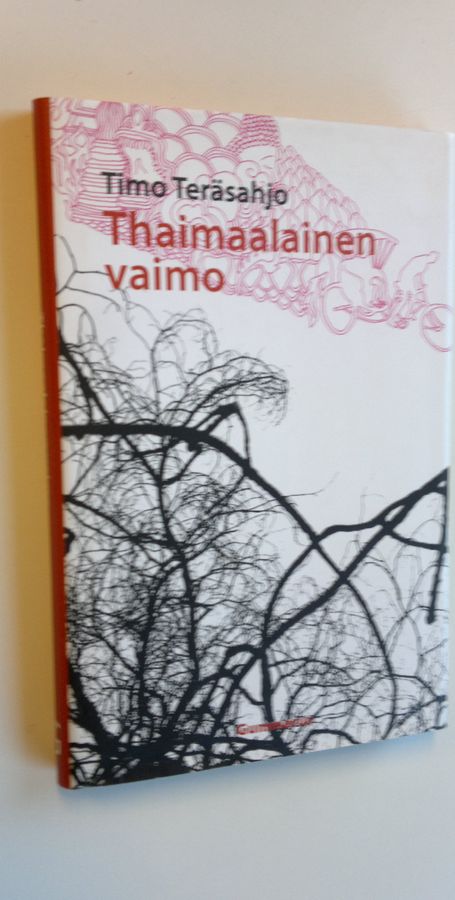 Timo Teräsahjo
Thaimaalainen
vaimo